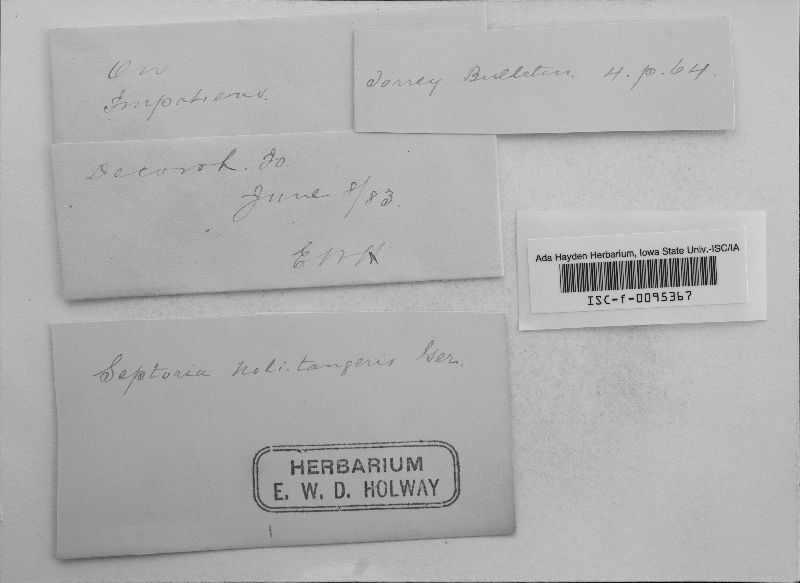 On
Impatiens.
Torrey Bulletin. 4. p. 64.
Decorah. Io.
June 8/83.
EWH
Ada Hayden Herbarium, Iowa State Univ.-ISC/IA
ISC-f-0095367
Septoria noli-tangeris Ger.
HERBARIUM
E. W. D. HOLWAY